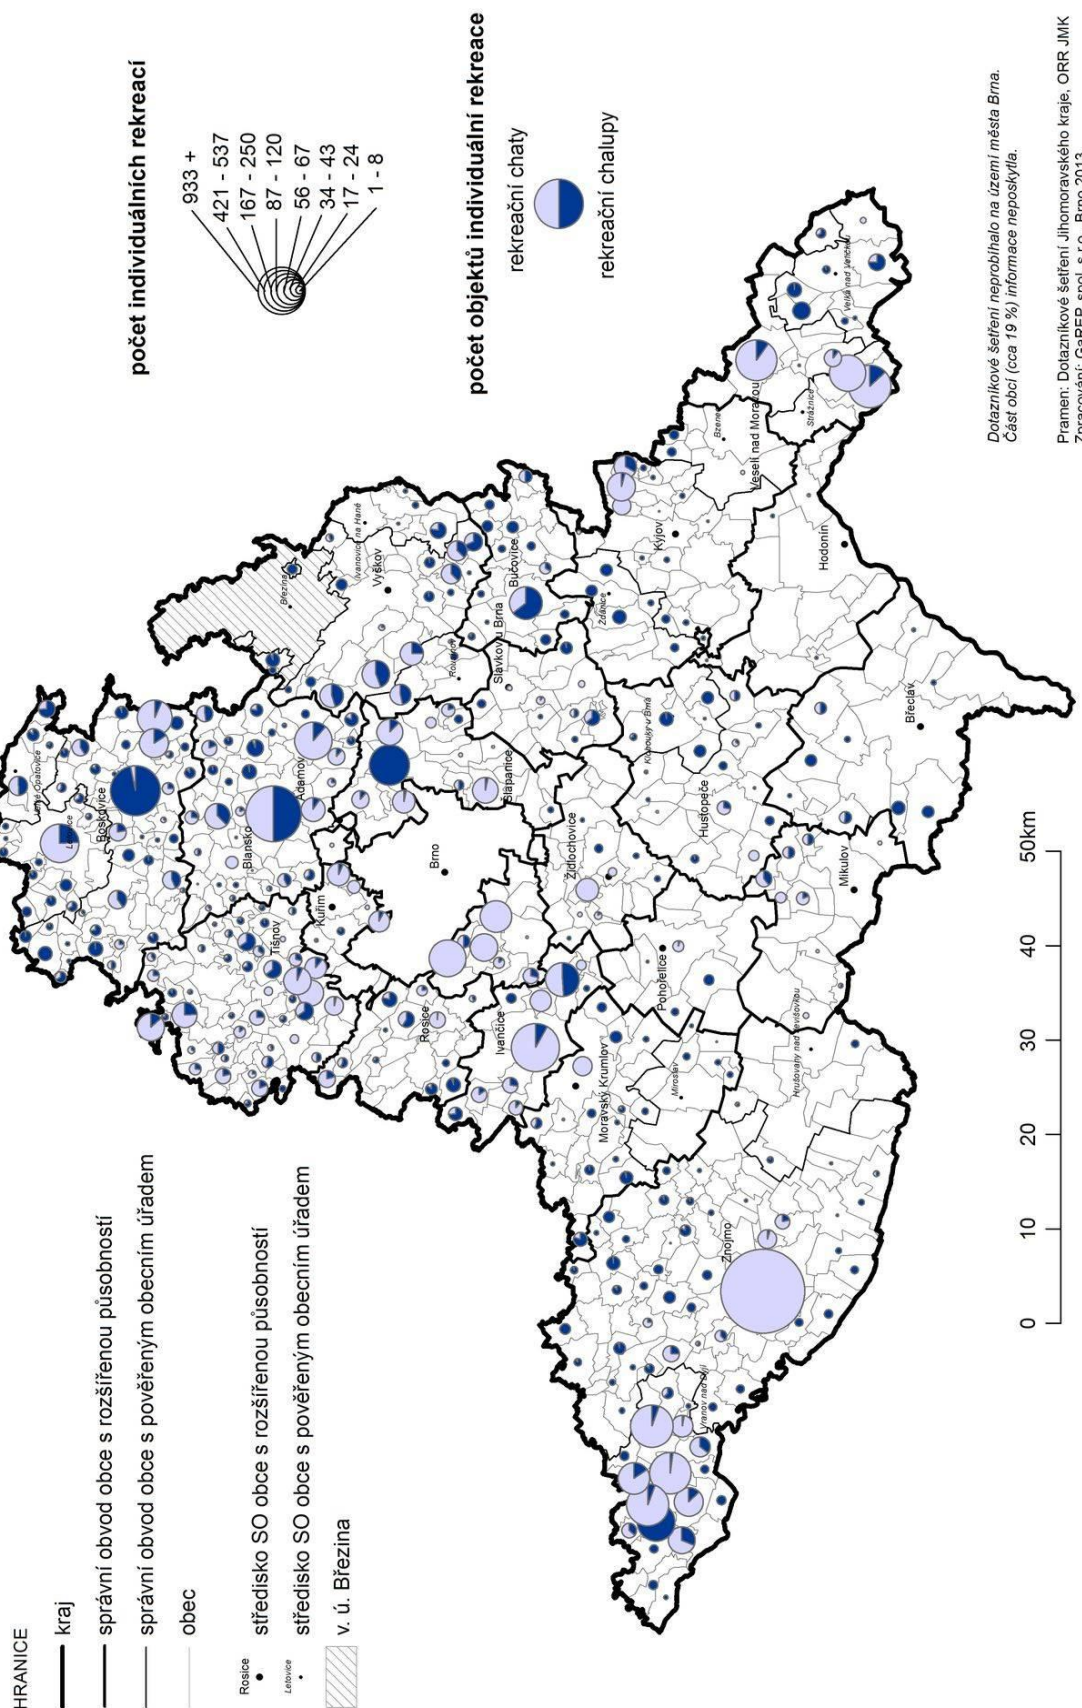 HRANICE
kraj
správní obvod obce s rozšířenou působností
správní obvod obce s pověřeným obecním úřadem
obec
Rosice
středisko SO obce s rozšířenou působností
Letovice
středisko SO obce s pověřeným obecním úřadem
v. ú. Březina
počet individuálních rekreací
933 +
421 - 537
167 - 250
87 - 120
56 - 67
34 - 43
17 - 24
1 - 8
počet objektů individuální rekreace
rekreační chaty
rekreační chalupy
Boskovice
Blansko
Adamov
Tišnov
Kuřim
Brno
Rosice
Ivančice
Šlapanice
Židlochovice
Pohořelice
Moravský Krumlov
Miroslav
Hrušovany nad Jevišovkou
Znojmo
Vranov nad Dyjí
Mikulov
Břeclav
Hustopeče
Klobouky u Brna
Slavkov u Brna
Bučovice
Rousínov
Vyškov
Ivanovice na Hané
Březina
Ždánice
Kyjov
Hodonín
Bzenec
Veselí nad Moravou
Strážnice
Velká nad Veličkou
0
10
20
30
40
50km
Dotazníkové šetření neprobíhalo na území města Brna.
Část obcí (cca 19 %) informace neposkytla.
Pramen: Dotazníkové šetření Jihomoravského kraje, ORR JMK
Zpracování: GaREP, spol. s r.o., Brno 2013